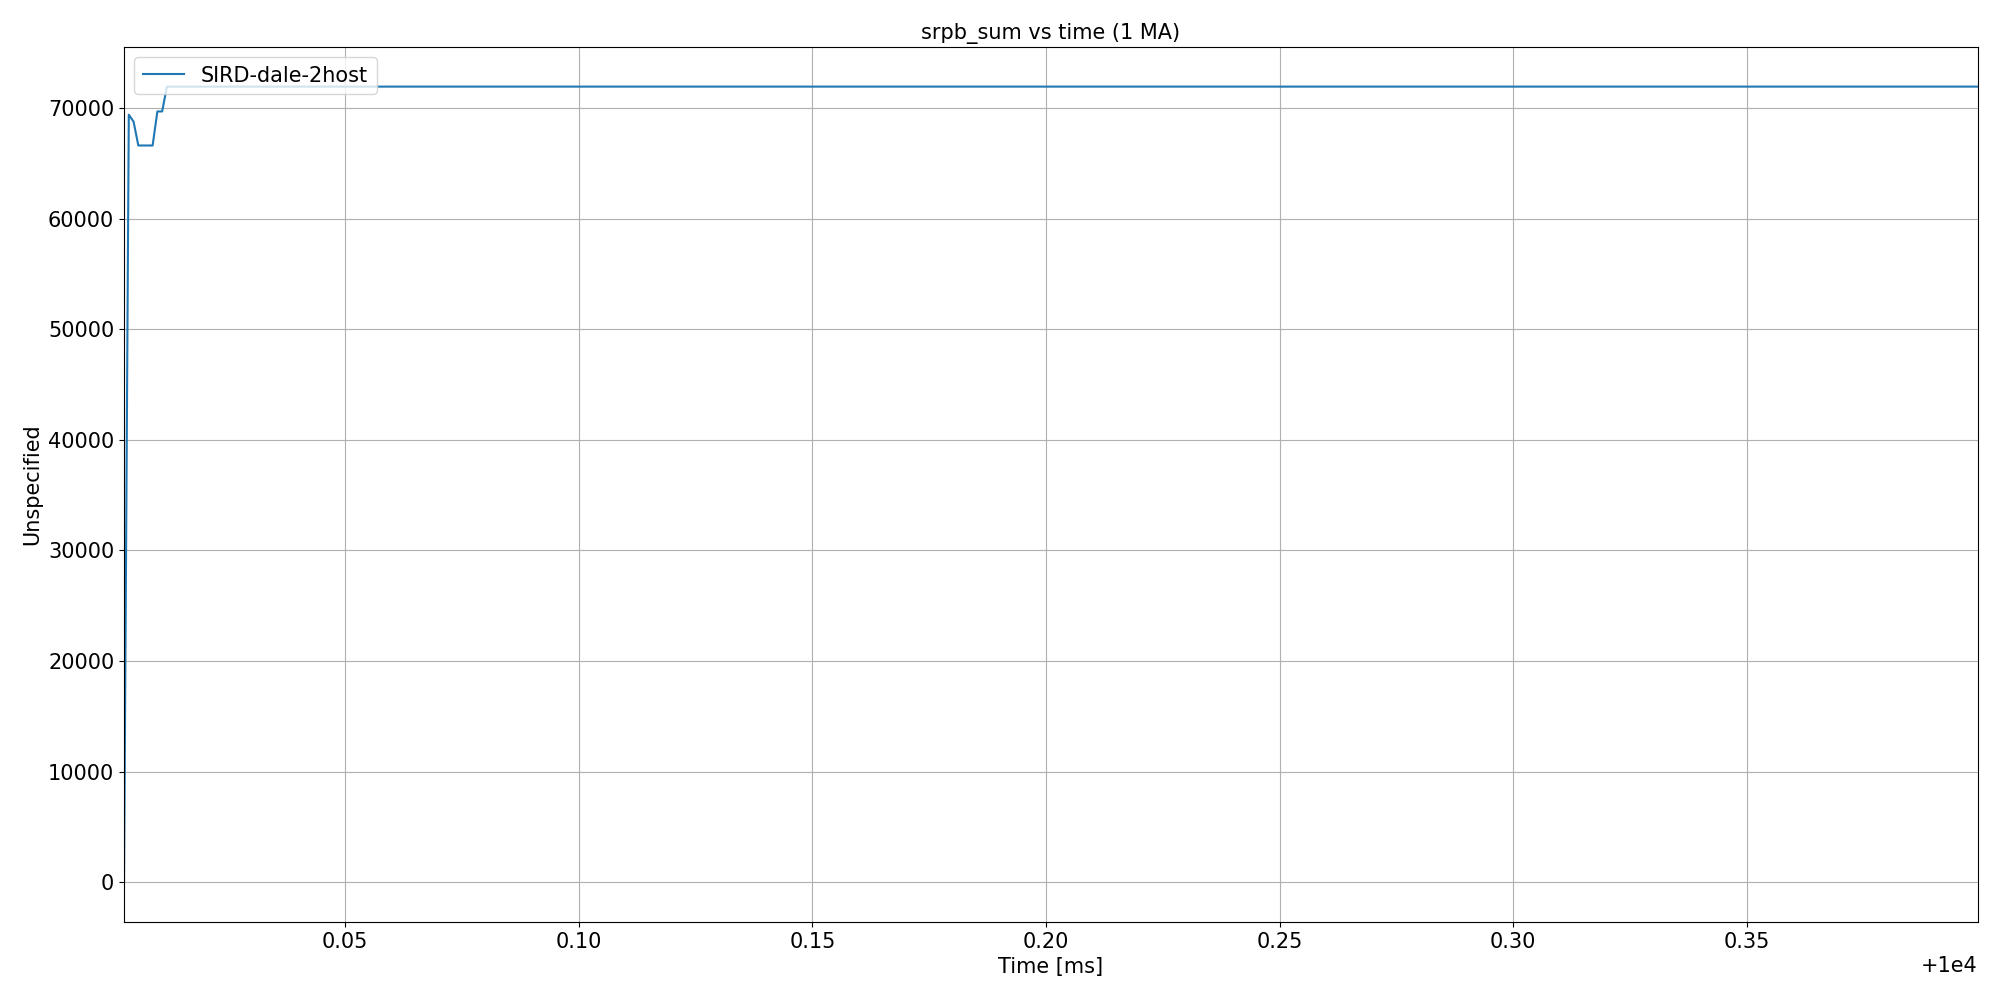 srpb_sum vs time (1 MA)
SIRD-dale-2host
70000
60000
50000
40000
30000
20000
10000
0
Unspecified
0.05 0.10 0.15 0.20 0.25 0.30 0.35
Time [ms]
+1e4